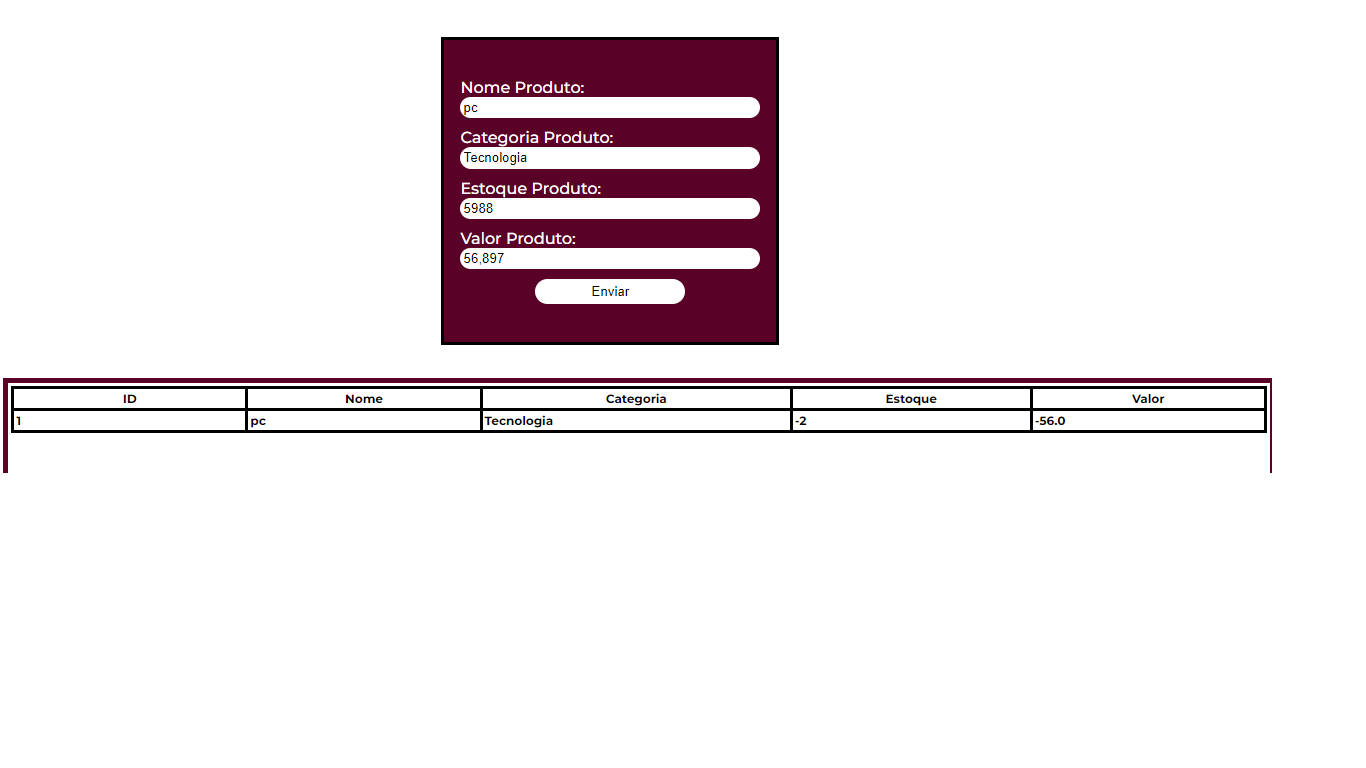 Nome Produto:
pc
Categoria Produto:
Tecnologia
Estoque Produto:
5988
Valor Produto:
56,897
Enviar
ID Nome Categoria Estoque Valor
1 pc Tecnologia -2 -56.0